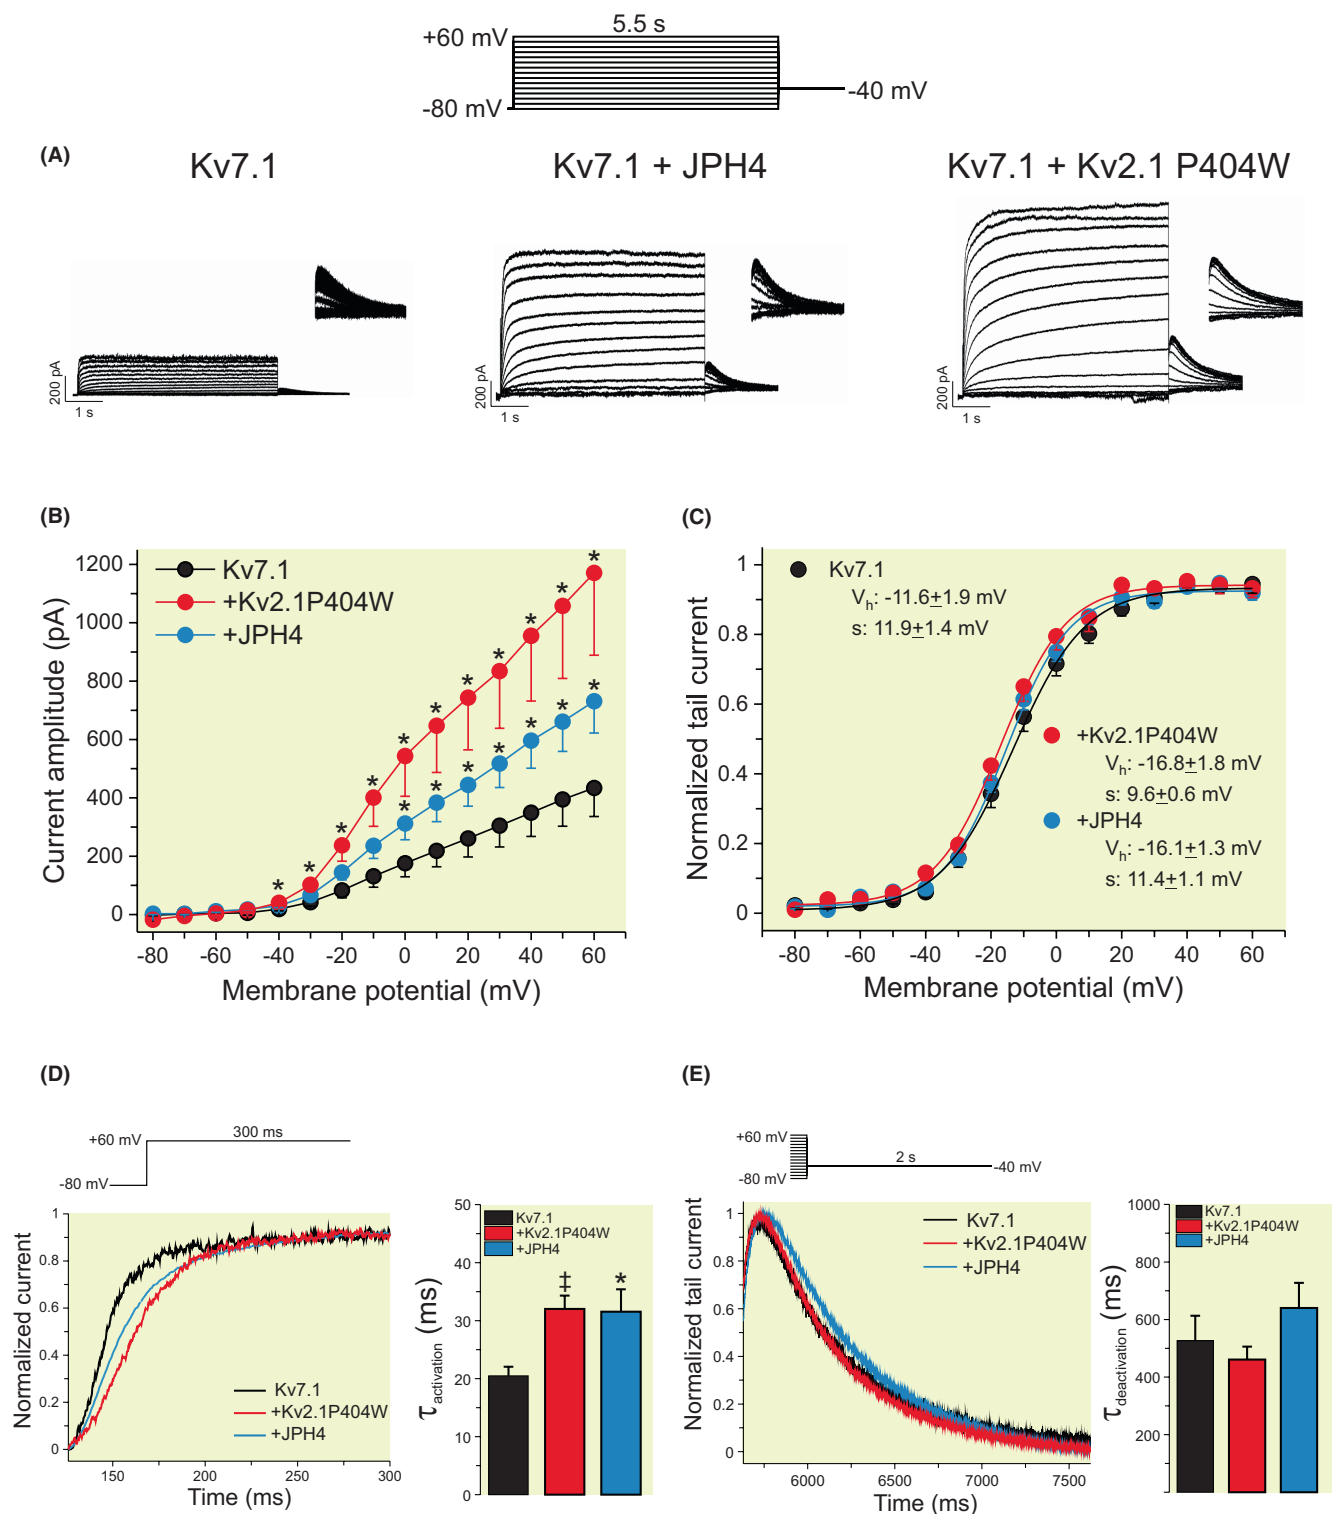 5.5 s
+60 mV
-80 mV
-40 mV
(A)
Kv7.1
Kv7.1 + JPH4
Kv7.1 + Kv2.1 P404W
200 pA
1 s
200 pA
1 s
200 pA
1 s
(B)
Current amplitude (pA)
1200
1000
800
600
400
200
0
Kv7.1
+Kv2.1P404W
+JPH4
* * * * * * * * * * *
* * * * * * *
-80 -60 -40 -20 0 20 40 60
Membrane potential (mV)
(C)
Normalized tail current
1
0.8
0.6
0.4
0.2
0
Kv7.1
Vh: -11.6±1.9 mV
s: 11.9±1.4 mV
+Kv2.1P404W
Vh: -16.8±1.8 mV
s: 9.6±0.6 mV
+JPH4
Vh: -16.1±1.3 mV
s: 11.4±1.1 mV
-80 -60 -40 -20 0 20 40 60
Membrane potential (mV)
(D)
+60 mV
300 ms
-80 mV
Normalized current
1
0.8
0.6
0.4
0.2
0
Kv7.1
+Kv2.1P404W
+JPH4
150 200 250 300
Time (ms)
τactivation (ms)
50
40
30
20
10
0
Kv7.1
+Kv2.1P404W
+JPH4
‡ *
(E)
+60 mV
-80 mV
2 s
-40 mV
Normalized tail current
1
0.8
0.6
0.4
0.2
0
Kv7.1
+Kv2.1P404W
+JPH4
6000 6500 7000 7500
Time (ms)
τdeactivation (ms)
1000
800
600
400
200
Kv7.1
+Kv2.1P404W
+JPH4